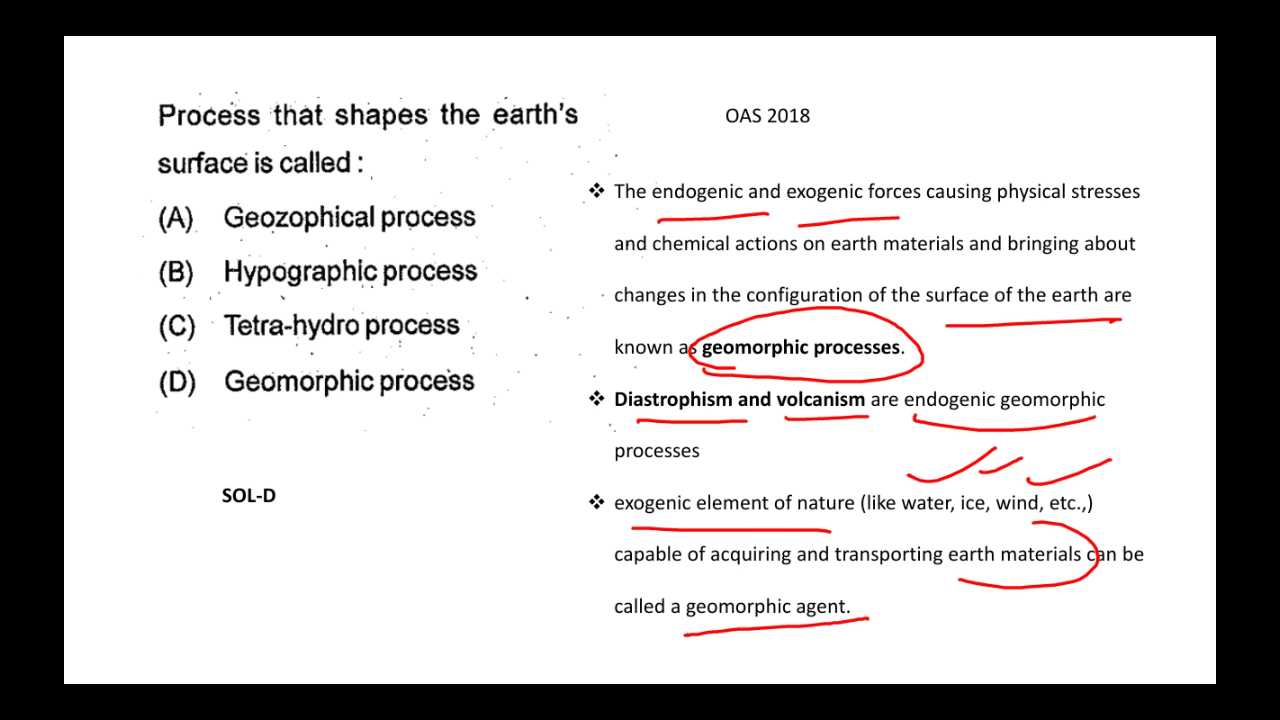 Process that shapes the earth's
surface is called :
(A) Geozophical process
(B) Hypographic process
(C) Tetra-hydro process
(D) Geomorphic process
SOL-D
OAS 2018
❖ The endogenic and exogenic forces causing physical stresses
and chemical actions on earth materials and bringing about
changes in the configuration of the surface of the earth are
known as geomorphic processes.
❖ Diastrophism and volcanism are endogenic geomorphic
processes
❖ exogenic element of nature (like water, ice, wind, etc.,)
capable of acquiring and transporting earth materials can be
called a geomorphic agent.